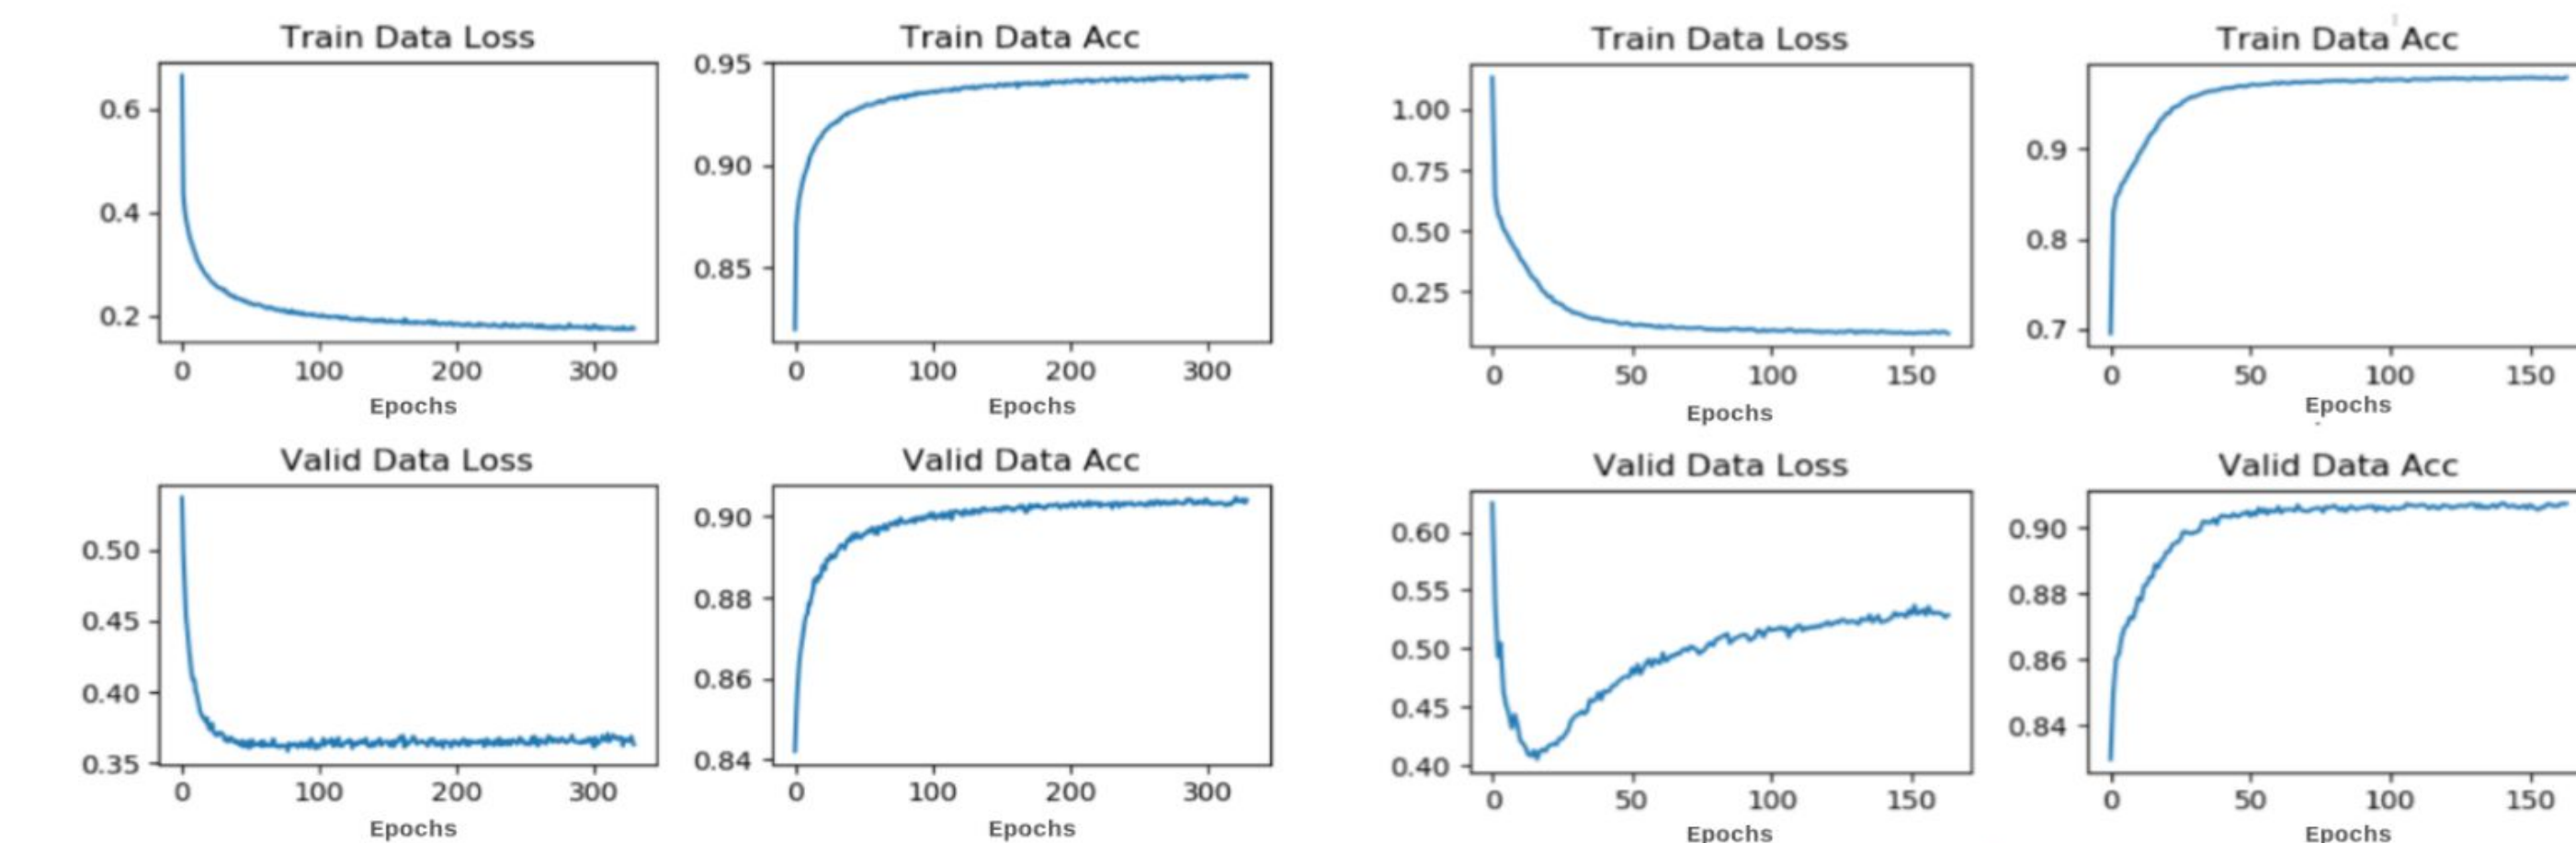 Train Data Loss
0.6
0.4
0.2
0 100 200 300
Epochs
Train Data Acc
0.95
0.90
0.85
0 100 200 300
Epochs
Train Data Loss
1.00
0.75
0.50
0.25
0 50 100 150
Epochs
Train Data Acc
0.9
0.8
0.7
0 50 100 150
Epochs
Valid Data Loss
0.50
0.45
0.40
0.35
0 100 200 300
Epochs
Valid Data Acc
0.90
0.88
0.86
0.84
0 100 200 300
Epochs
Valid Data Loss
0.60
0.55
0.50
0.45
0.40
0 50 100 150
Epochs
Valid Data Acc
0.90
0.88
0.86
0.84
0 50 100 150
Epochs